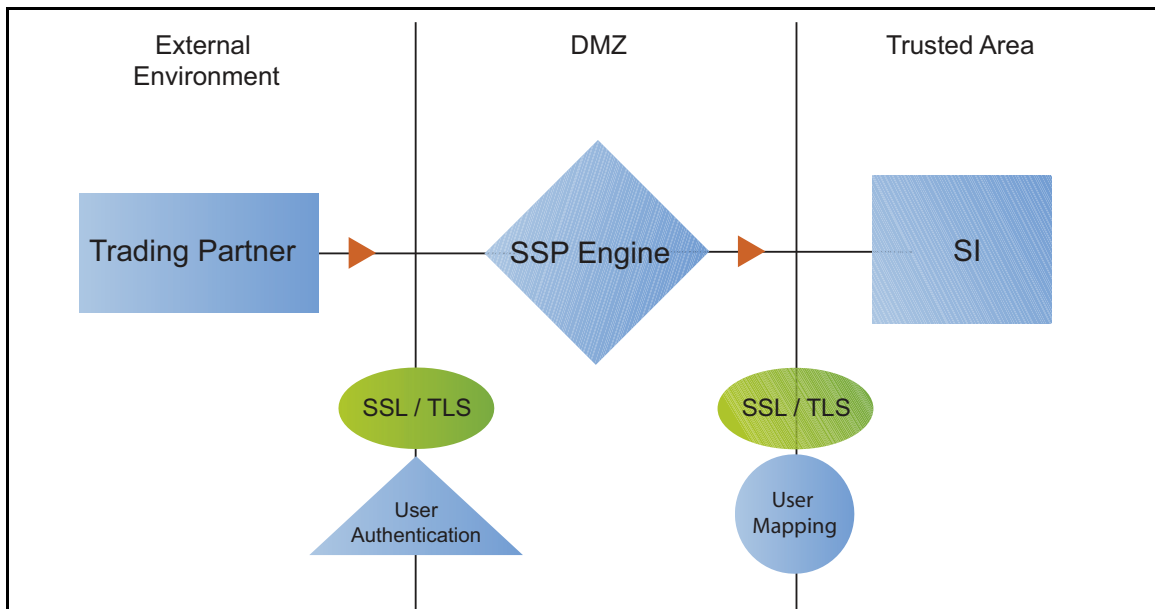 External
Environment
DMZ
Trusted Area
Trading Partner
SSP Engine
SI
SSL / TLS
SSL / TLS
User
Authentication
User
Mapping